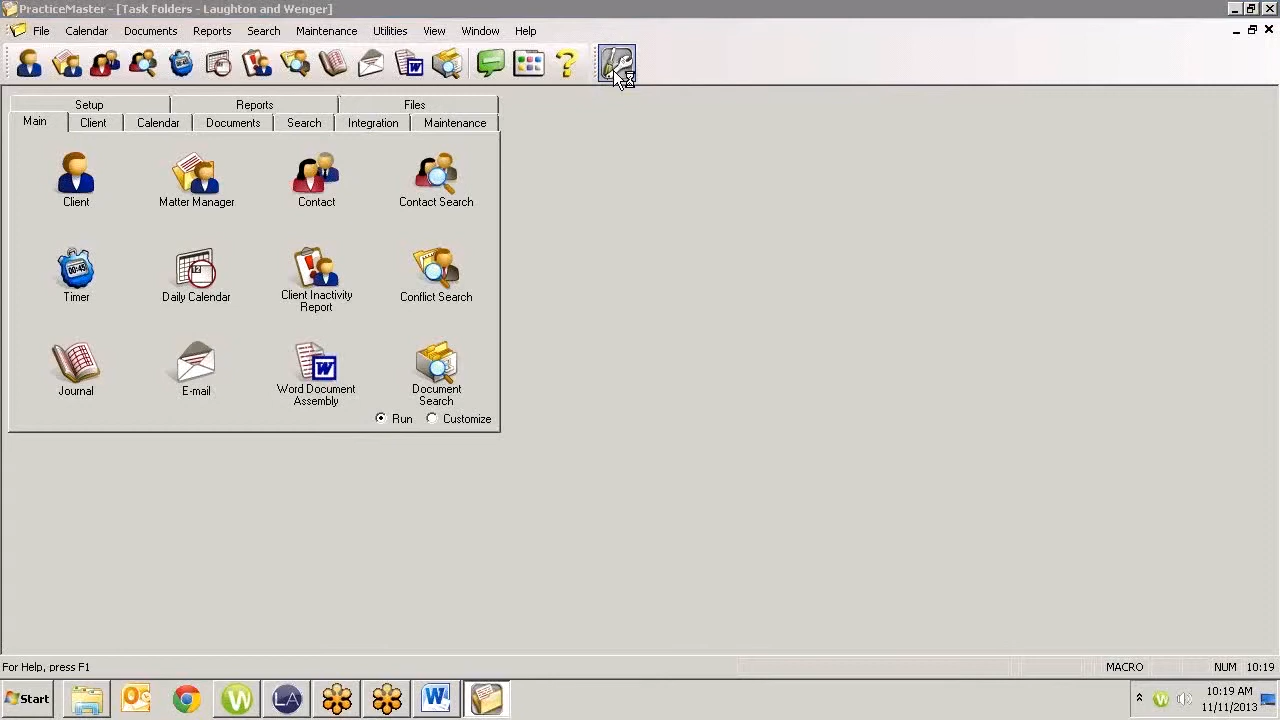 PracticeMaster - [Task Folders - Laughton and Wenger]
File Calendar Documents Reports Search Maintenance Utilities View Window Help
Setup Reports Files
Main Client Calendar Documents Search Integration Maintenance
Client Matter Manager Contact Contact Search
Timer Daily Calendar Client Inactivity Report Conflict Search
Journal E-mail Word Document Assembly Document Search
Run Customize
For Help, press F1 MACRO NUM 10:19
Start 10:19 AM
11/11/2013